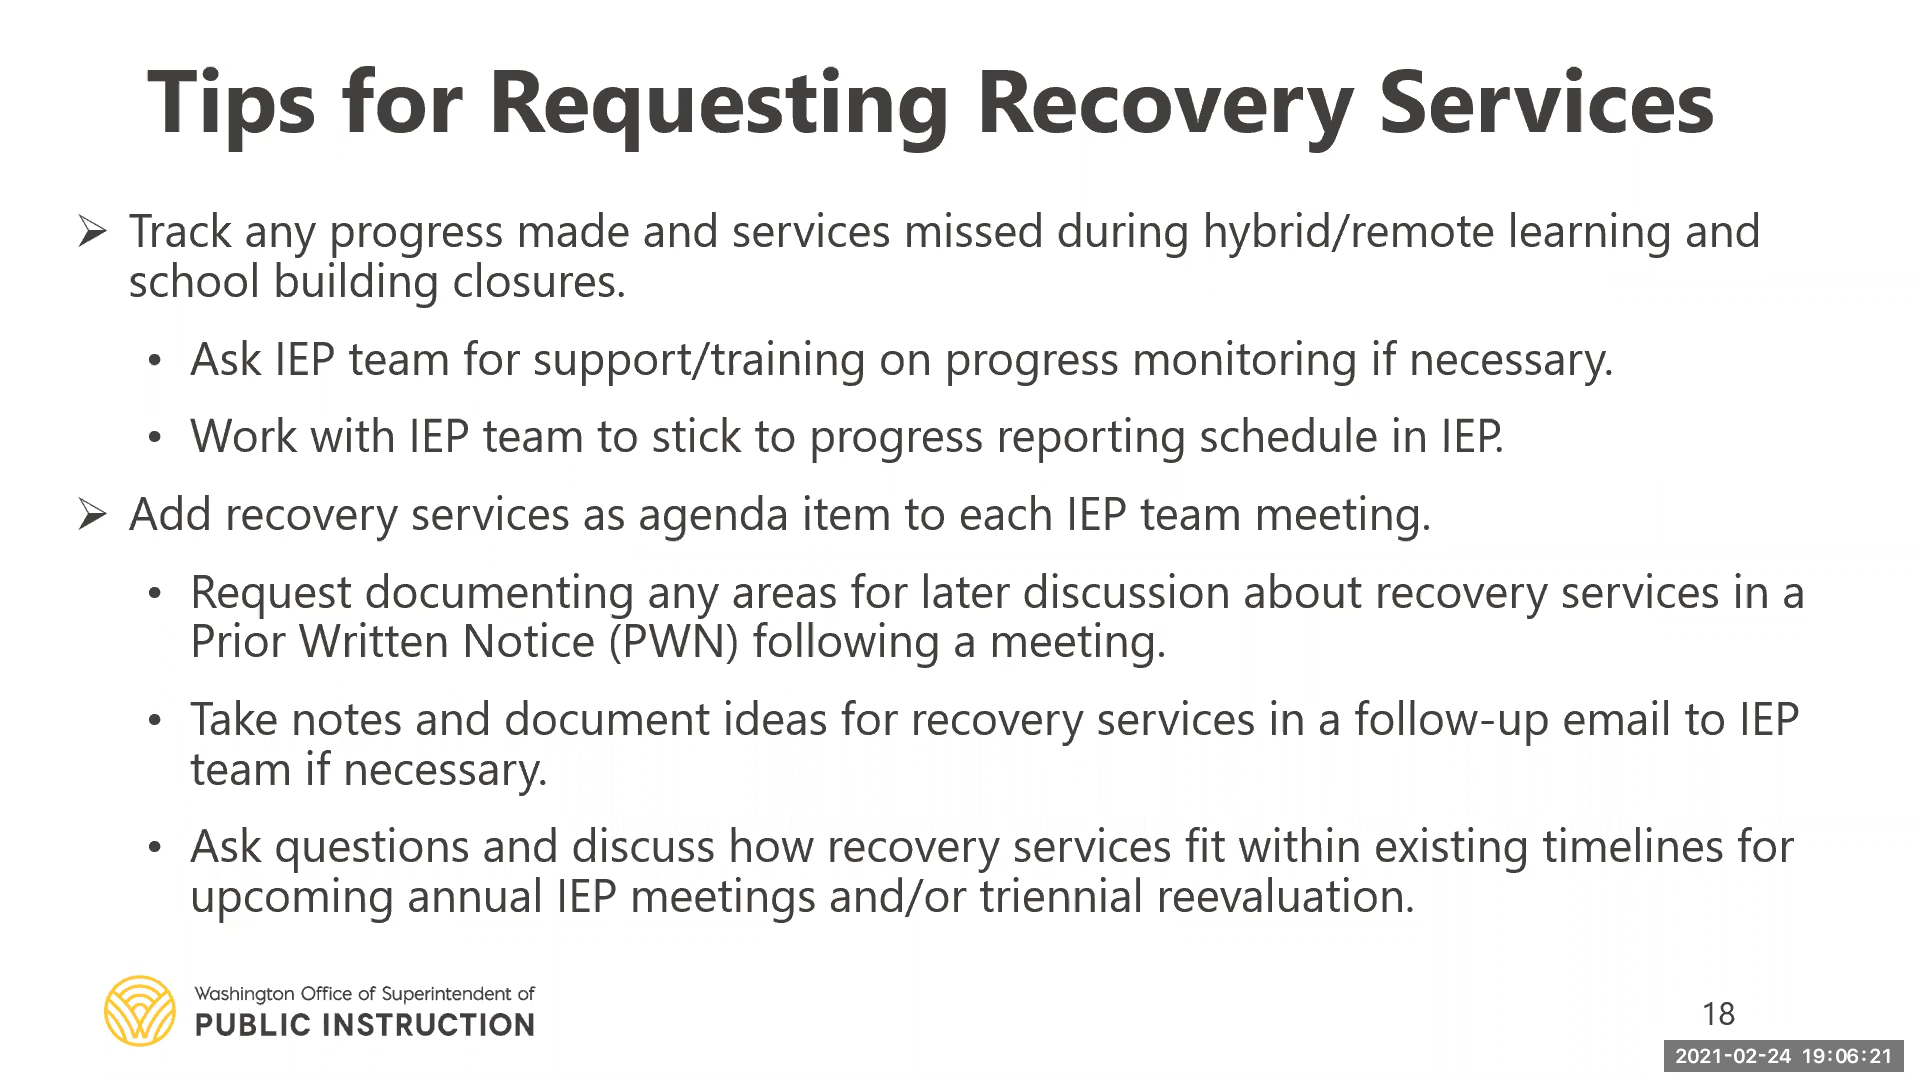 Tips for Requesting Recovery Services
➢ Track any progress made and services missed during hybrid/remote learning and
school building closures.
• Ask IEP team for support/training on progress monitoring if necessary.
• Work with IEP team to stick to progress reporting schedule in IEP.
➢ Add recovery services as agenda item to each IEP team meeting.
• Request documenting any areas for later discussion about recovery services in a
Prior Written Notice (PWN) following a meeting.
• Take notes and document ideas for recovery services in a follow-up email to IEP
team if necessary.
• Ask questions and discuss how recovery services fit within existing timelines for
upcoming annual IEP meetings and/or triennial reevaluation.
Washington Office of Superintendent of
PUBLIC INSTRUCTION
18
2021-02-24 19:06:21